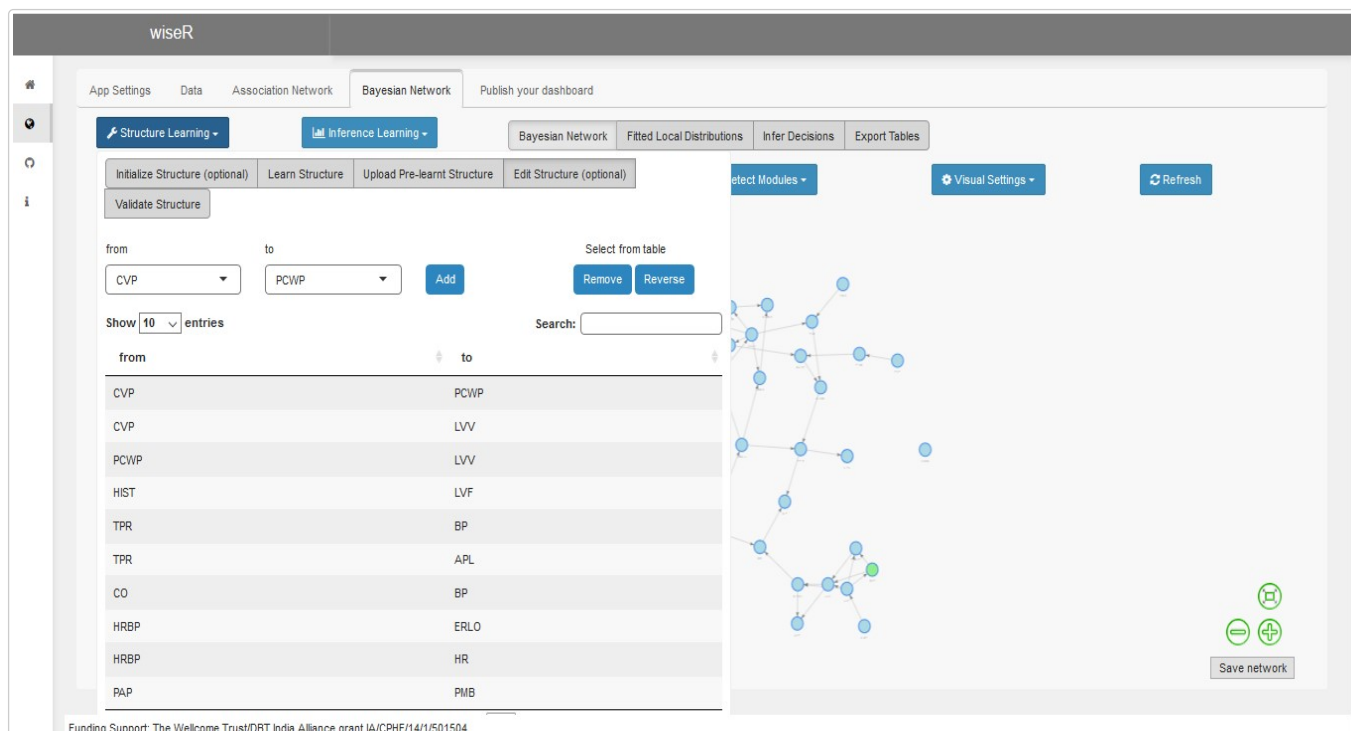 wiseR
App Settings Data Association Network Bayesian Network Publish your dashboard
Structure Learning Inference Learning Bayesian Network Fitted Local Distributions Infer Decisions Export Tables
Initialize Structure (optional) Learn Structure Upload Pre-learnt Structure Edit Structure (optional) Modules Visual Settings Refresh
Validate Structure
from to Select from table
CVP PCWP Add Remove Reverse
Show 10 entries Search:
from to
CVP PCWP
CVP LVV
PCWP LVV
HIST LVF
TPR BP
TPR APL
CO BP
HRBP ERLO
HRBP HR
PAP PMB
Save network
Funding Support: The Wellcome Trust/DBT India Alliance grant IA/CPHE/14/1/501504